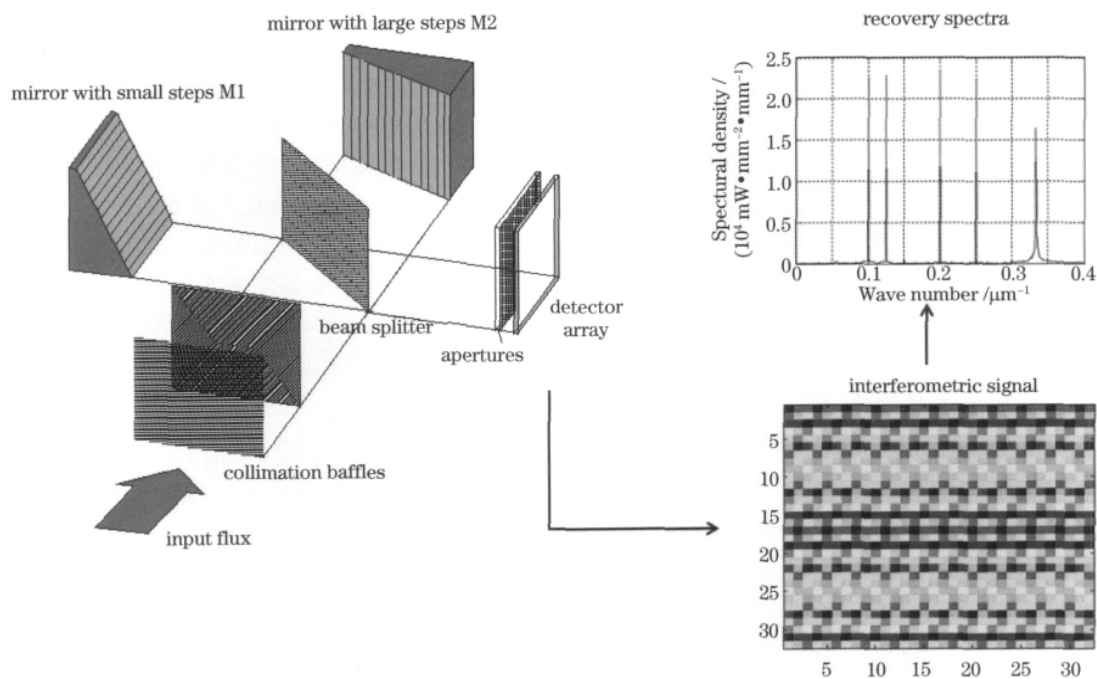 mirror with large steps M2
mirror with small steps M1
beam splitter
apertures
detector
array
collimation baffles
input flux
recovery spectra
Spectral density /
(10⁴ mW•mm⁻²•mm⁻¹)
2.5
2.0
1.5
1.0
0.5
0
0 0.1 0.2 0.3 0.4
Wave number /μm⁻¹
interferometric signal
5
10
15
20
25
30
5 10 15 20 25 30